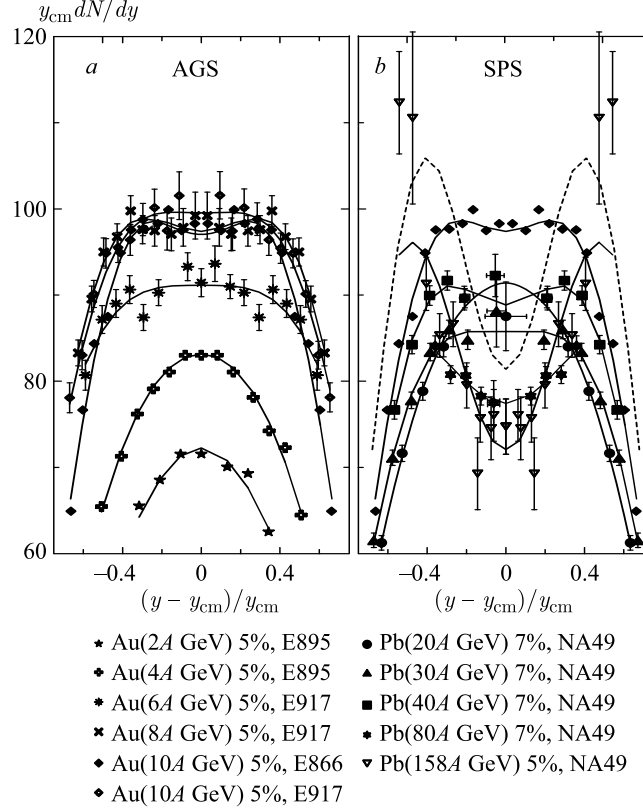 y_cm dN/dy
120
100
80
60
a AGS
b SPS
−0.4 0 0.4
−0.4 0 0.4
(y − y_cm)/y_cm
(y − y_cm)/y_cm
Au(2A GeV) 5%, E895
Au(4A GeV) 5%, E895
Au(6A GeV) 5%, E917
Au(8A GeV) 5%, E917
Au(10A GeV) 5%, E866
Au(10A GeV) 5%, E917
Pb(20A GeV) 7%, NA49
Pb(30A GeV) 7%, NA49
Pb(40A GeV) 7%, NA49
Pb(80A GeV) 7%, NA49
Pb(158A GeV) 5%, NA49